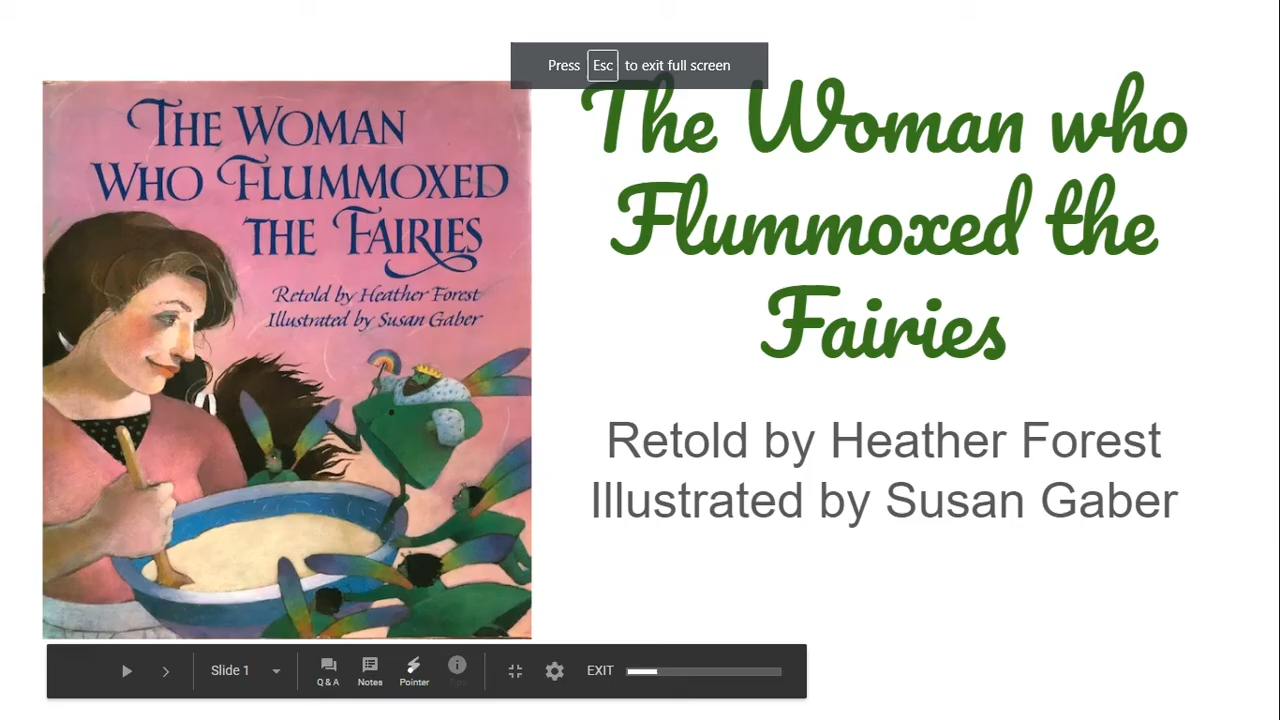 Press Esc to exit full screen
THE WOMAN
WHO FLUMMOXED
THE FAIRIES
Retold by Heather Forest
Illustrated by Susan Gaber
The Woman who
Flummoxed the
Fairies
Retold by Heather Forest
Illustrated by Susan Gaber
Slide 1
Q & A
Notes
Pointer
Tips
EXIT